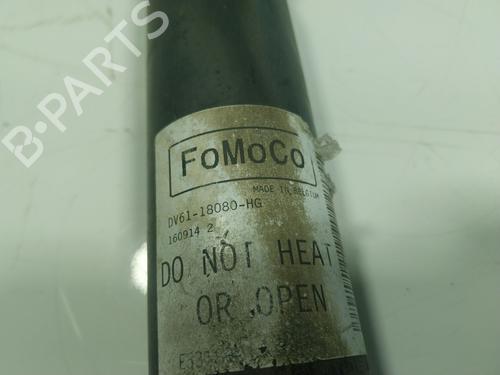 FoMoCo
MADE IN BELGIUM
DV61-18080-HG
160914 2
DO NOT HEAT
OR OPEN
B-PARTS